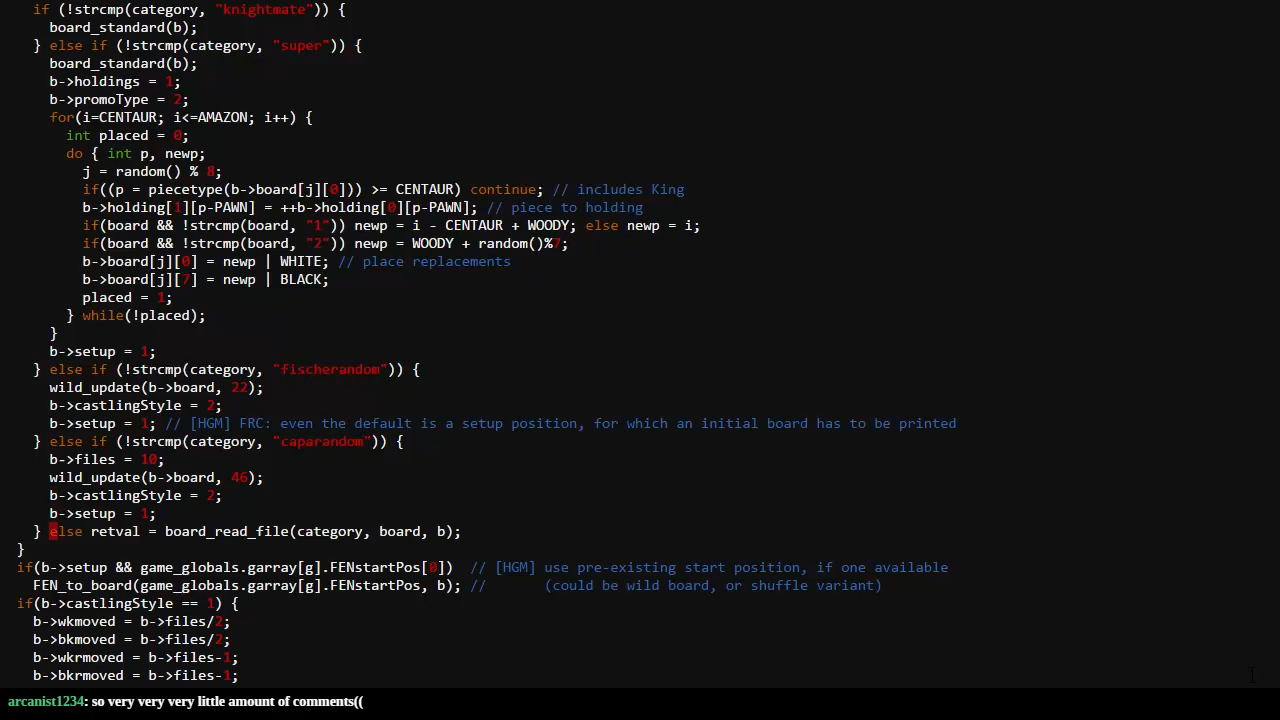 if (!strcmp(category, "knightmate")) {
board_standard(b);
} else if (!strcmp(category, "super")) {
board_standard(b);
b->holdings = 1;
b->promoType = 2;
for(i=CENTAUR; i<=AMAZON; i++) {
int placed = 0;
do { int p, newp;
j = random() % 8;
if((p = piecetype(b->board[j][0])) >= CENTAUR) continue; // includes King
b->holding[1][p-PAWN] = ++b->holding[0][p-PAWN]; // piece to holding
if(board && !strcmp(board, "1")) newp = i - CENTAUR + WOODY; else newp = i;
if(board && !strcmp(board, "2")) newp = WOODY + random()%7;
b->board[j][0] = newp | WHITE; // place replacements
b->board[j][7] = newp | BLACK;
placed = 1;
} while(!placed);
}
b->setup = 1;
} else if (!strcmp(category, "fischerandom")) {
wild_update(b->board, 22);
b->castlingStyle = 2;
b->setup = 1; // [HGM] FRC: even the default is a setup position, for which an initial board has to be printed
} else if (!strcmp(category, "caparandom")) {
b->files = 10;
wild_update(b->board, 46);
b->castlingStyle = 2;
b->setup = 1;
} else retval = board_read_file(category, board, b);
}
if(b->setup && game_globals.garray[g].FENstartPos[0])  // [HGM] use pre-existing start position, if one available
FEN_to_board(game_globals.garray[g].FENstartPos, b); //       (could be wild board, or shuffle variant)
if(b->castlingStyle == 1) {
b->wkmoved = b->files/2;
b->bkmoved = b->files/2;
b->wkrmoved = b->files-1;
b->bkrmoved = b->files-1;
arcanist1234: so very very very little amount of comments((